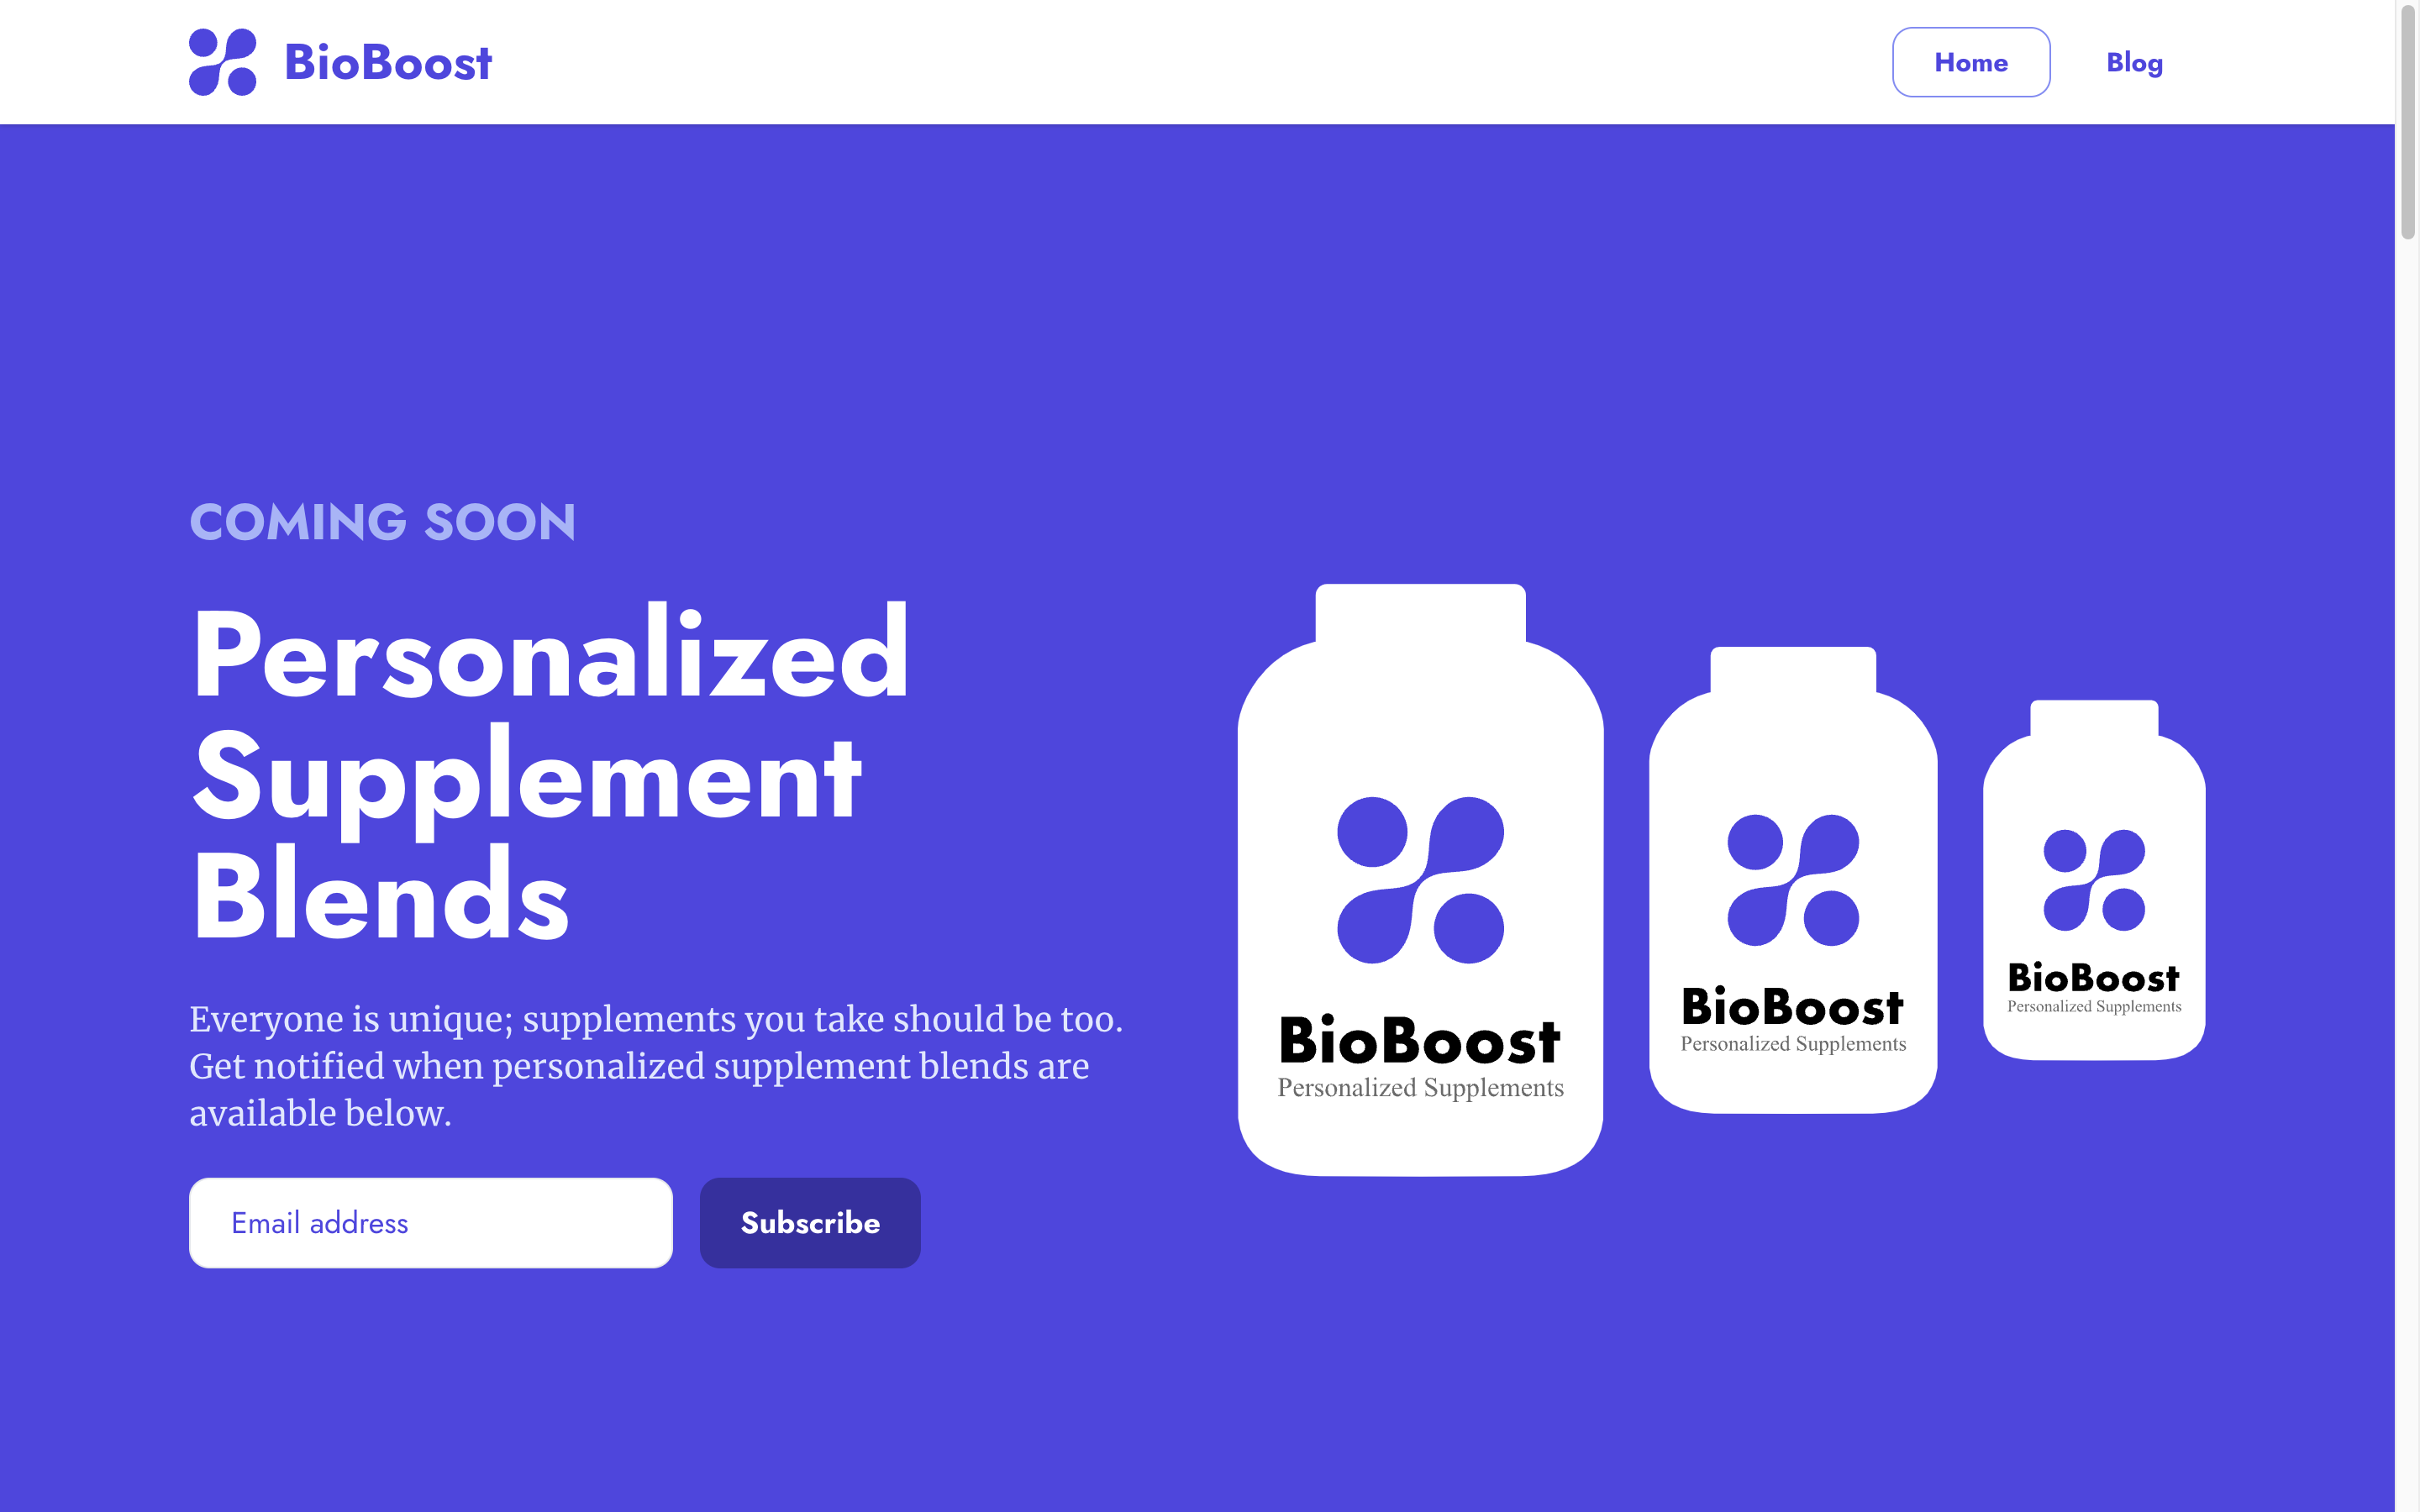 BioBoost
Home
Blog
COMING SOON
Personalized
Supplement
Blends
Everyone is unique; supplements you take should be too.
Get notified when personalized supplement blends are
available below.
Email address
Subscribe
BioBoost
Personalized Supplements
BioBoost
Personalized Supplements
BioBoost
Personalized Supplements